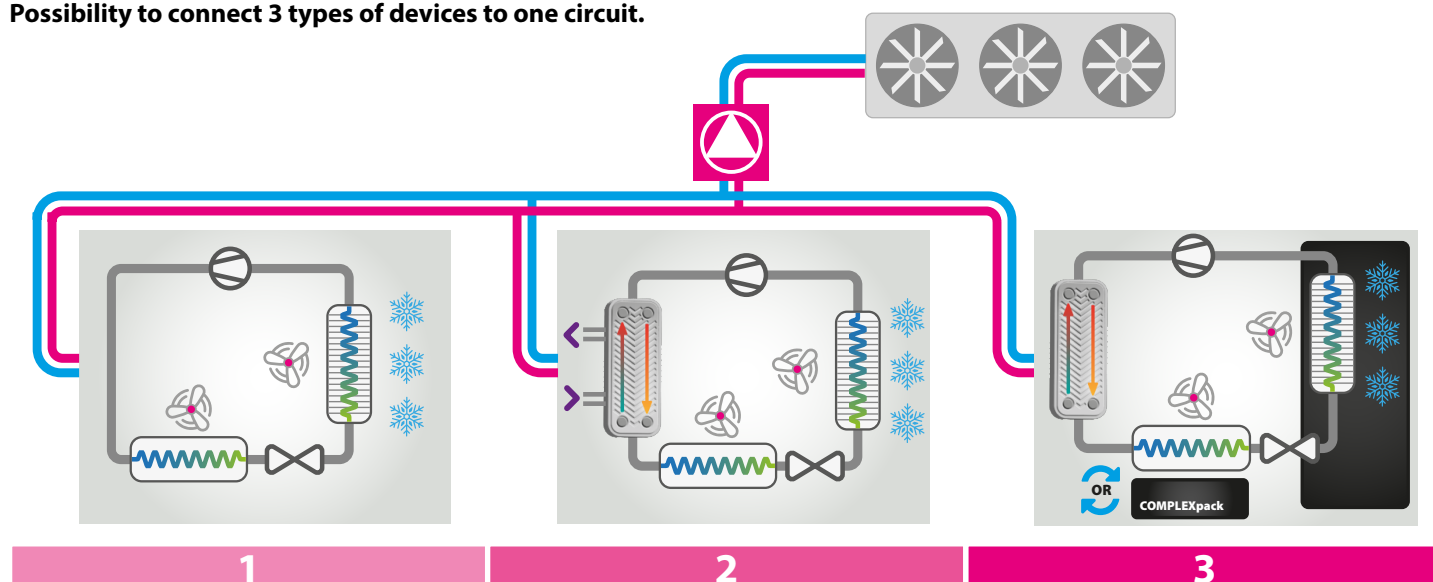 Possibility to connect 3 types of devices to one circuit.
OR
COMPLEXpack
1
2
3